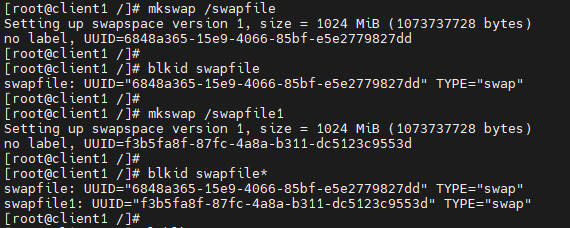 [root@client1 /]# mkswap /swapfile
Setting up swapspace version 1, size = 1024 MiB (1073737728 bytes)
no label, UUID=6848a365-15e9-4066-85bf-e5e2779827dd
[root@client1 /]#
[root@client1 /]# blkid swapfile
swapfile: UUID="6848a365-15e9-4066-85bf-e5e2779827dd" TYPE="swap"
[root@client1 /]#
[root@client1 /]# mkswap /swapfile1
Setting up swapspace version 1, size = 1024 MiB (1073737728 bytes)
no label, UUID=f3b5fa8f-87fc-4a8a-b311-dc5123c9553d
[root@client1 /]#
[root@client1 /]# blkid swapfile*
swapfile: UUID="6848a365-15e9-4066-85bf-e5e2779827dd" TYPE="swap"
swapfile1: UUID="f3b5fa8f-87fc-4a8a-b311-dc5123c9553d" TYPE="swap"
[root@client1 /]#